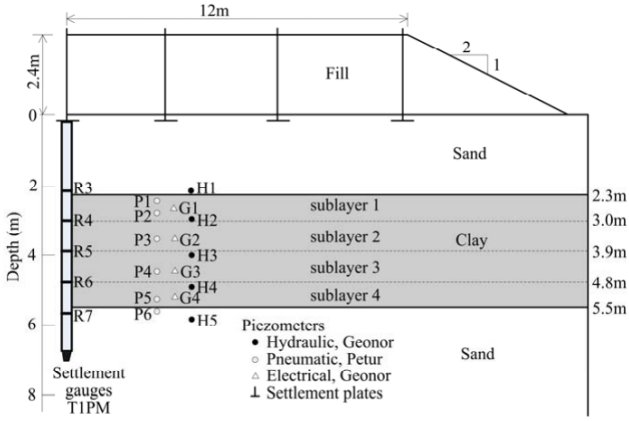 12m
2.4m
2
1
Fill
0
Sand
2
R3
H1
2.3m
P1
G1
sublayer 1
P2
H2
R4
3.0m
P3
G2
sublayer 2
Clay
R5
H3
3.9m
4
P4
G3
sublayer 3
R6
H4
4.8m
P5
G4
sublayer 4
5.5m
R7
P6
H5
6
Depth (m)
Piezometers
Hydraulic, Geonor
Pneumatic, Petur
Electrical, Geonor
Settlement plates
Sand
Settlement
gauges
T1PM
8